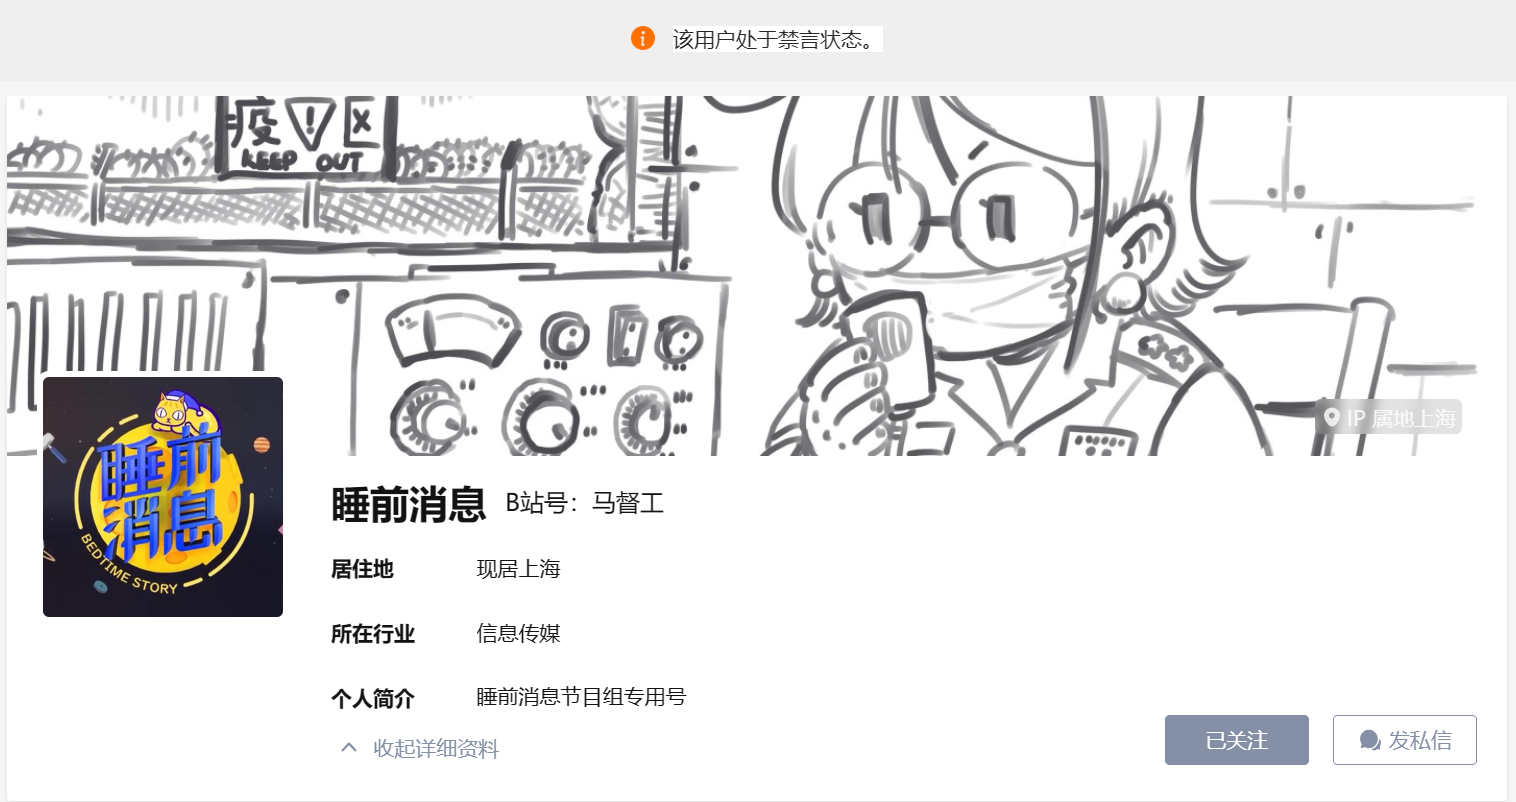 该用户处于禁言状态。
疫
KEEP OUT
IP 属地上海
睡前
消息
BEDTIME STORY
睡前消息 B站号：马督工
居住地 现居上海
所在行业 信息传媒
个人简介 睡前消息节目组专用号
收起详细资料
已关注
发私信